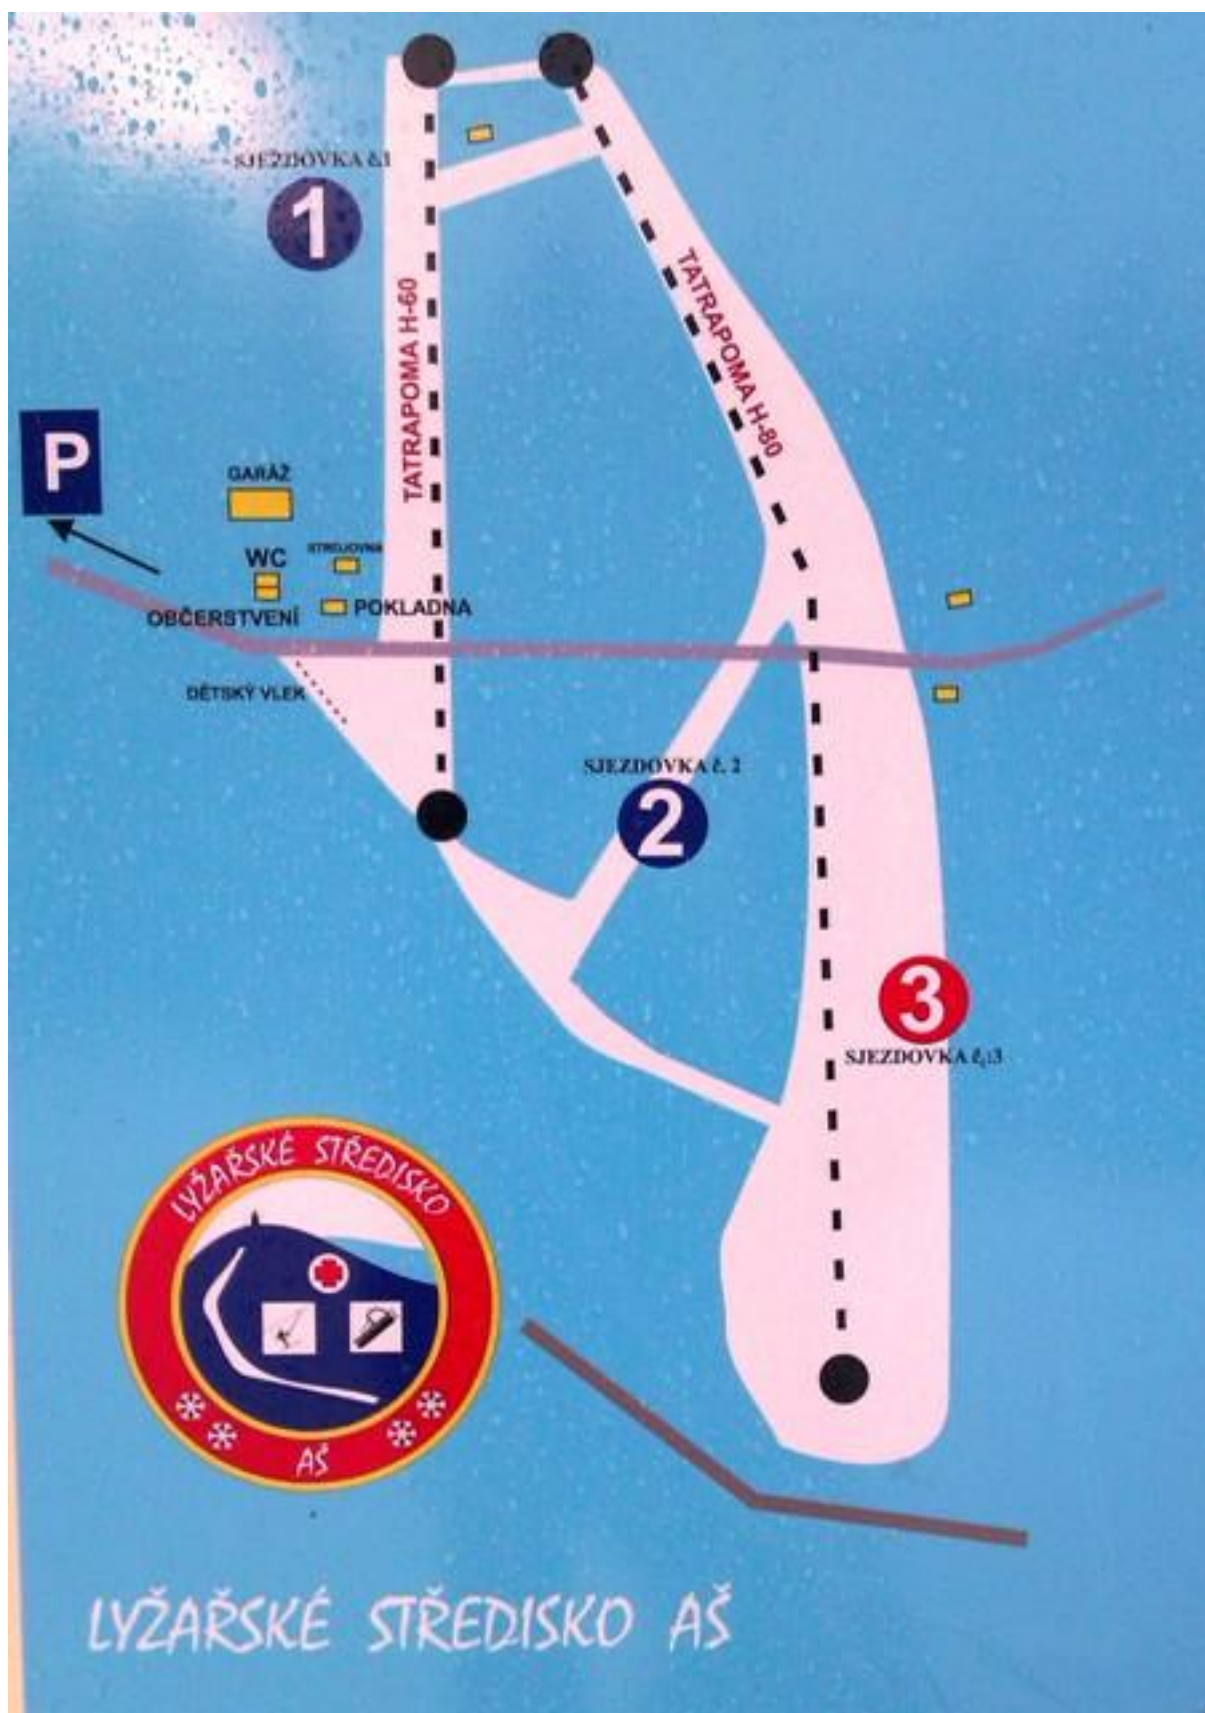 SJEZDOVKA č.1
1
TATRAPOMA H-60
TATRAPOMA H-80
P
GARÁŽ
WC
STROJOVNA
OBČERSTVENÍ
POKLADNA
DĚTSKÝ VLEK
SJEZDOVKA č. 2
2
3
SJEZDOVKA č.:3
LYŽAŘSKÉ STŘEDISKO
AŠ
LYŽAŘSKÉ STŘEDISKO AŠ